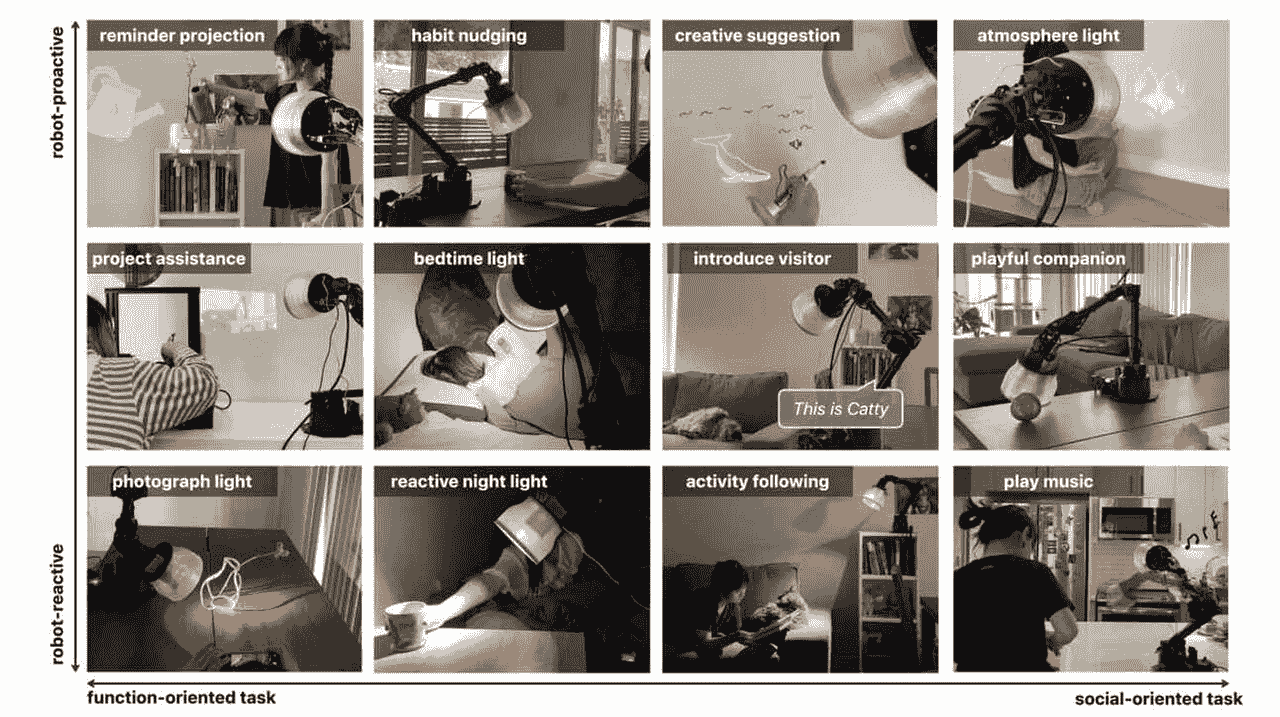 robot-proactive
reminder projection
habit nudging
creative suggestion
atmosphere light
project assistance
bedtime light
introduce visitor
playful companion
This is Catty
robot-reactive
photograph light
reactive night light
activity following
play music
function-oriented task
social-oriented task